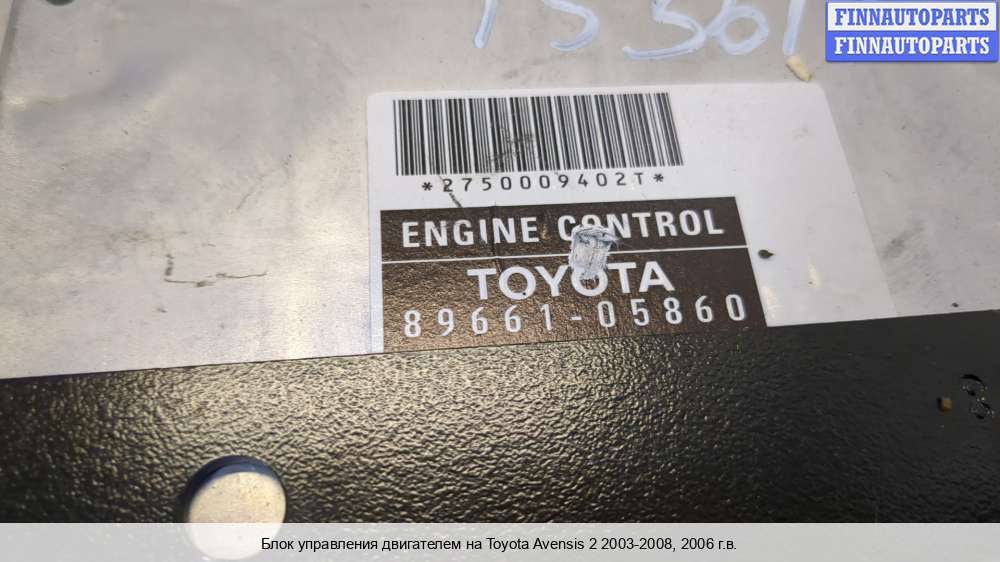 FINNAUTOPARTS
FINNAUTOPARTS
*2750009402T*
ENGINE CONTROL
TOYOTA
89661-05860
Блок управления двигателем на Toyota Avensis 2 2003-2008, 2006 г.в.